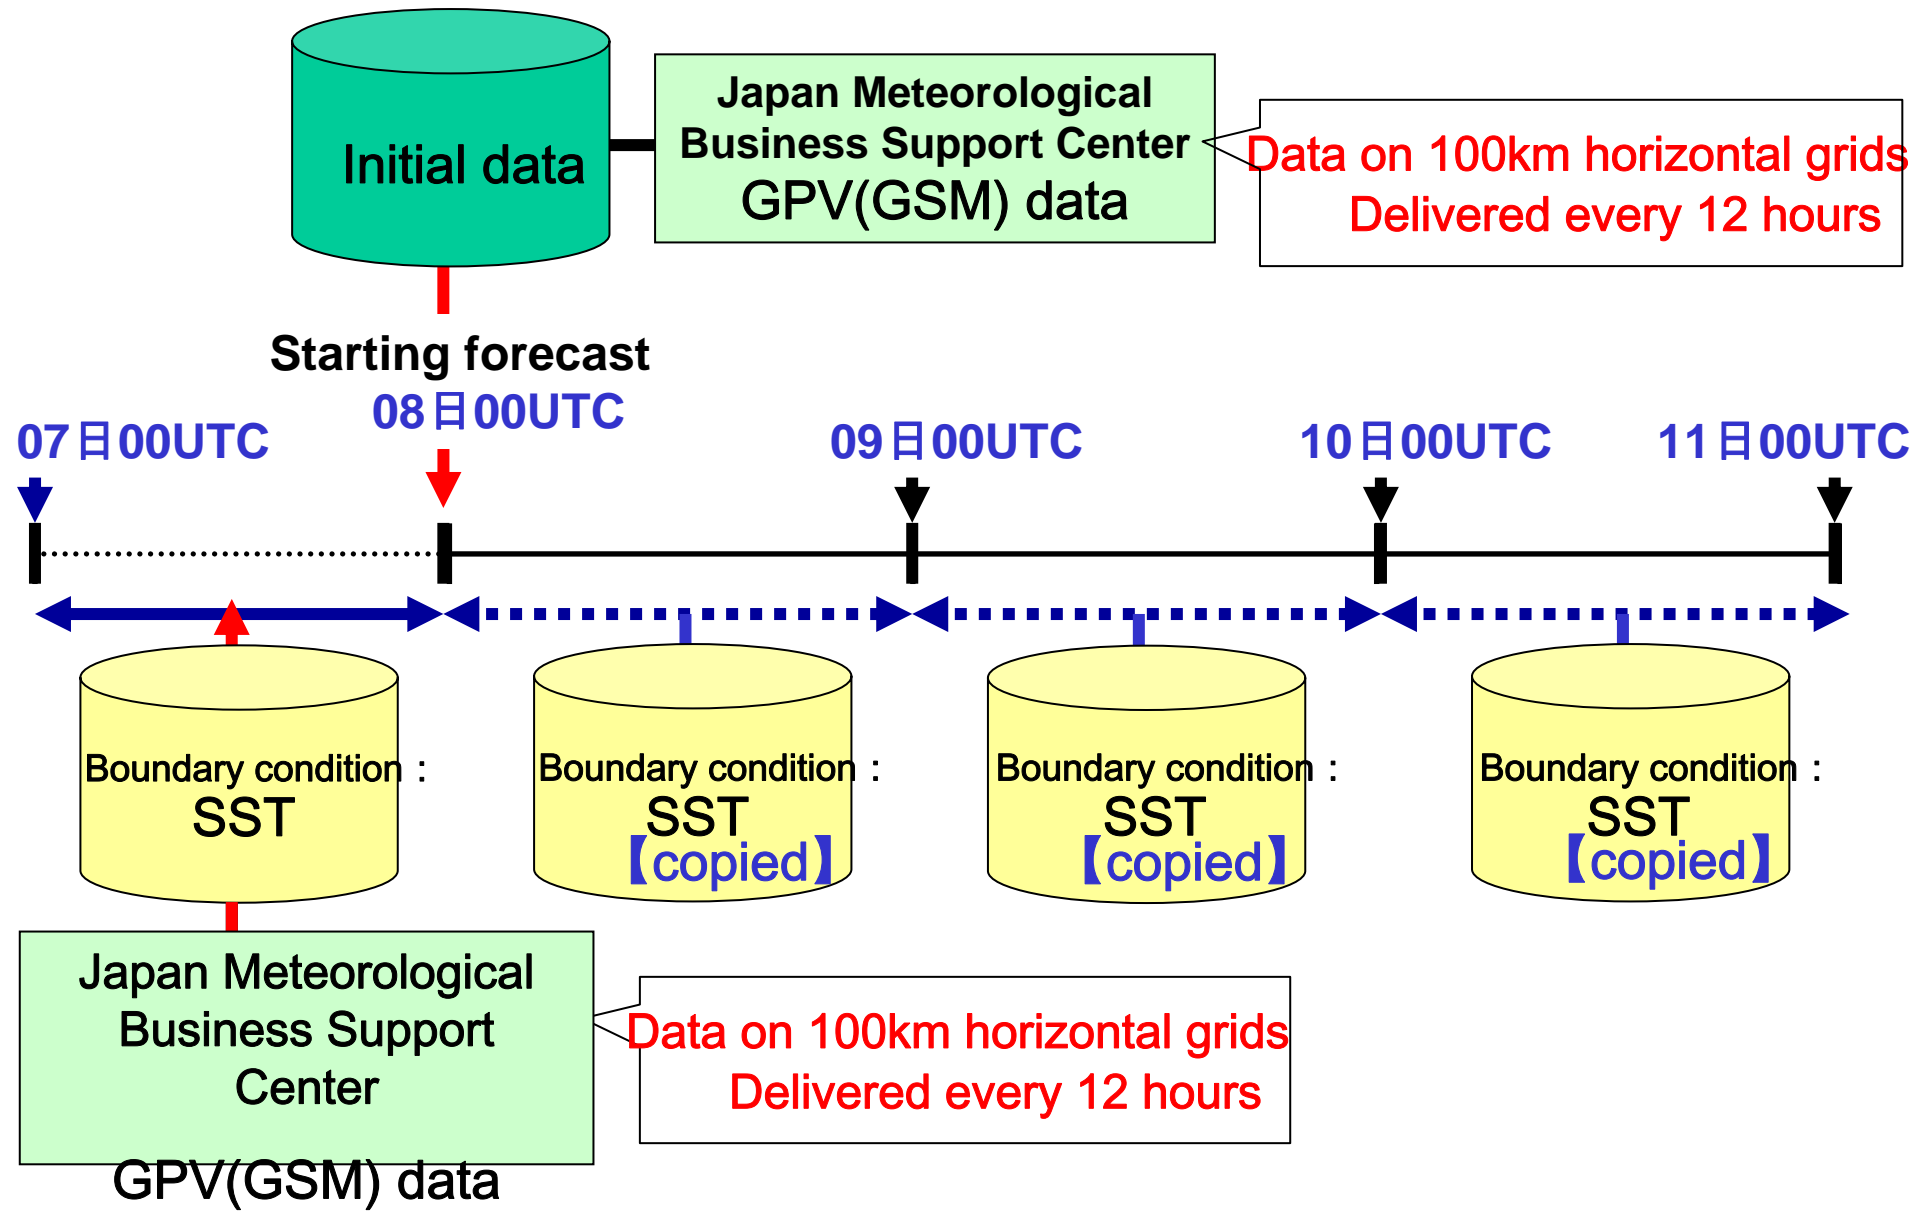 Initial data
Japan Meteorological
Business Support Center
GPV(GSM) data
Data on 100km horizontal grids
Delivered every 12 hours
Starting forecast
08日00UTC
07日00UTC
09日00UTC
10日00UTC
11日00UTC
Boundary condition：
SST
Boundary condition：
SST
【copied】
Boundary condition：
SST
【copied】
Boundary condition：
SST
【copied】
Japan Meteorological
Business Support
Center
GPV(GSM) data
Data on 100km horizontal grids
Delivered every 12 hours